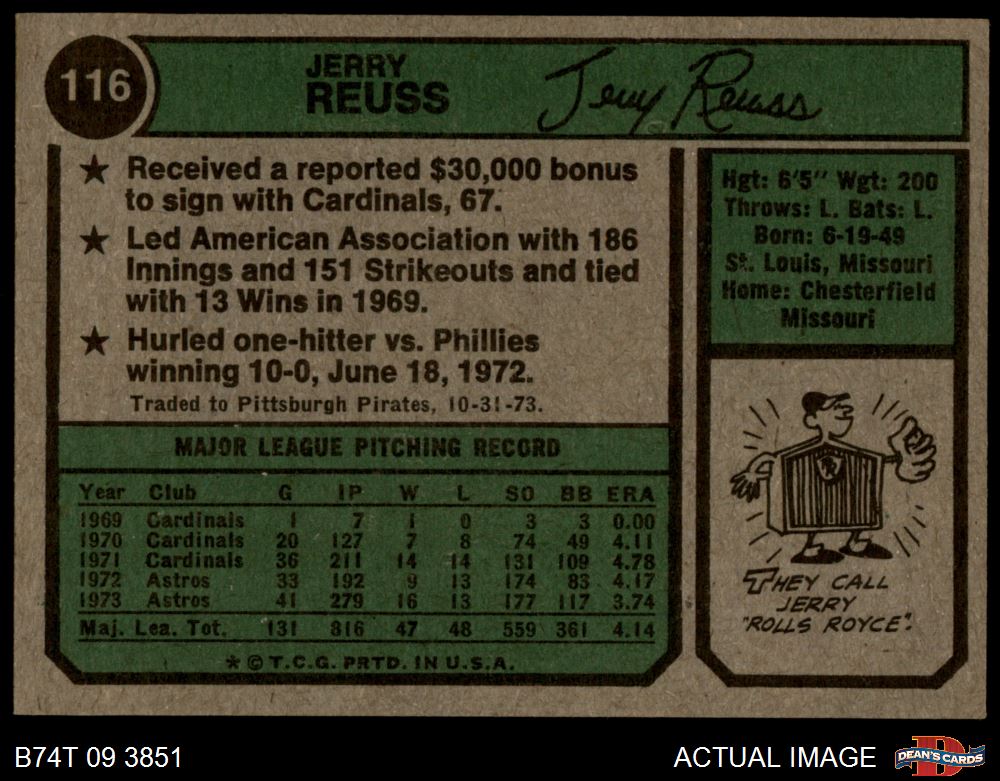 116
JERRY
REUSS
Jerry Reuss
★ Received a reported $30,000 bonus
to sign with Cardinals, 67.
★ Led American Association with 186
Innings and 151 Strikeouts and tied
with 13 Wins in 1969.
★ Hurled one-hitter vs. Phillies
winning 10-0, June 18, 1972.
Traded to Pittsburgh Pirates, 10-31-73.
MAJOR LEAGUE PITCHING RECORD
Year Club G IP W L SO BB ERA
1969 Cardinals 1 7 1 0 3 3 0.00
1970 Cardinals 20 127 7 8 74 49 4.11
1971 Cardinals 36 211 14 14 131 109 4.78
1972 Astros 33 192 9 13 174 83 4.17
1973 Astros 41 279 16 13 177 117 3.74
Maj. Lea. Tot. 131 816 47 48 559 361 4.14
★ © T.C.G. PRTD. IN U.S.A.
Hgt: 6'5" Wgt: 200
Throws: L. Bats: L.
Born: 6-19-49
St. Louis, Missouri
Home: Chesterfield
Missouri
THEY CALL
JERRY
"ROLLS ROYCE".
B74T 09 3851
ACTUAL IMAGE
D
DEAN'S CARDS